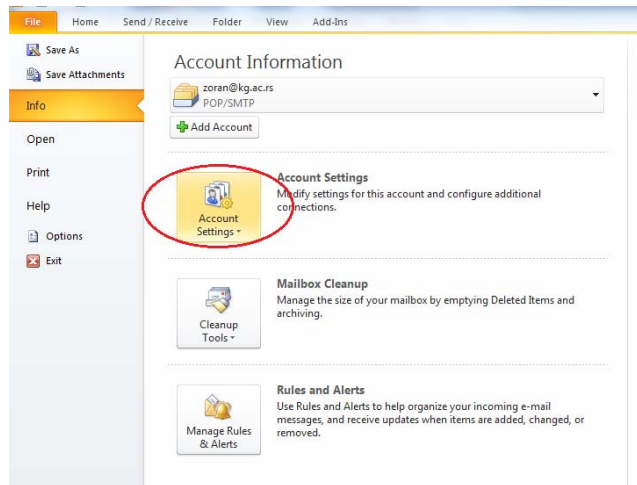 File Home Send / Receive Folder View Add-Ins
Save As
Save Attachments
Info
Open
Print
Help
Options
Exit
Account Information
zoran@kg.ac.rs
POP/SMTP
Add Account
Account Settings
Account Settings
Modify settings for this account and configure additional
connections.
Cleanup
Tools
Mailbox Cleanup
Manage the size of your mailbox by emptying Deleted Items and
archiving.
Manage Rules
& Alerts
Rules and Alerts
Use Rules and Alerts to help organize your incoming e-mail
messages, and receive updates when items are added, changed, or
removed.